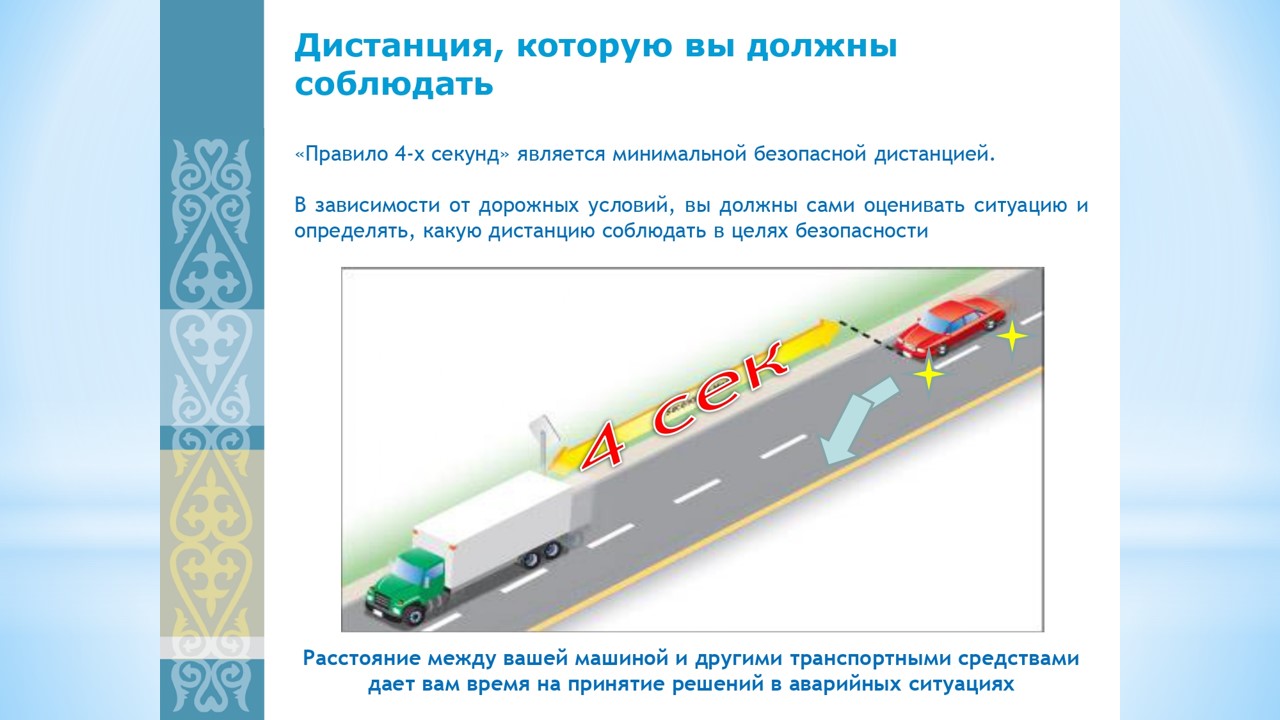 Дистанция, которую вы должны
соблюдать
«Правило 4-х секунд» является минимальной безопасной дистанцией.
В зависимости от дорожных условий, вы должны сами оценивать ситуацию и
определять, какую дистанцию соблюдать в целях безопасности
4 сек
Расстояние между вашей машиной и другими транспортными средствами
дает вам время на принятие решений в аварийных ситуациях